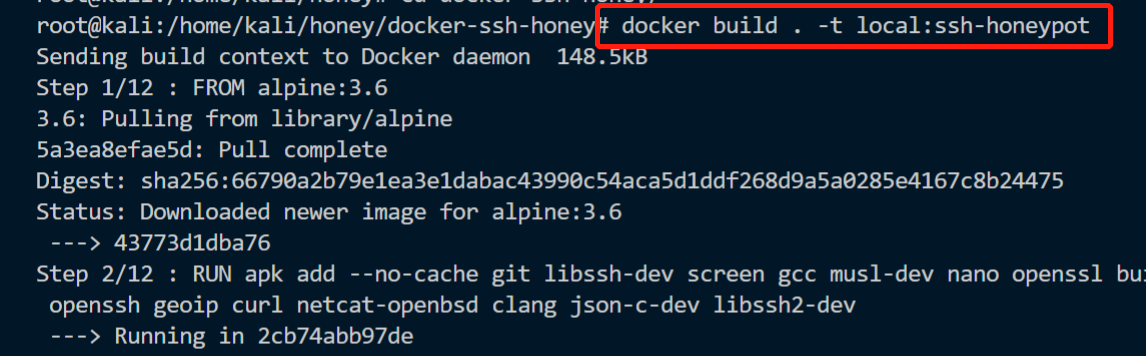 root@kali:/home/kali/honey/docker-ssh-honey# docker build . -t local:ssh-honeypot
Sending build context to Docker daemon  148.5kB
Step 1/12 : FROM alpine:3.6
3.6: Pulling from library/alpine
5a3ea8efae5d: Pull complete
Digest: sha256:66790a2b79e1ea3e1dabac43990c54aca5d1ddf268d9a5a0285e4167c8b24475
Status: Downloaded newer image for alpine:3.6
 ---> 43773d1dba76
Step 2/12 : RUN apk add --no-cache git libssh-dev screen gcc musl-dev nano openssl bui
 openssh geoip curl netcat-openbsd clang json-c-dev libssh2-dev
 ---> Running in 2cb74abb97de